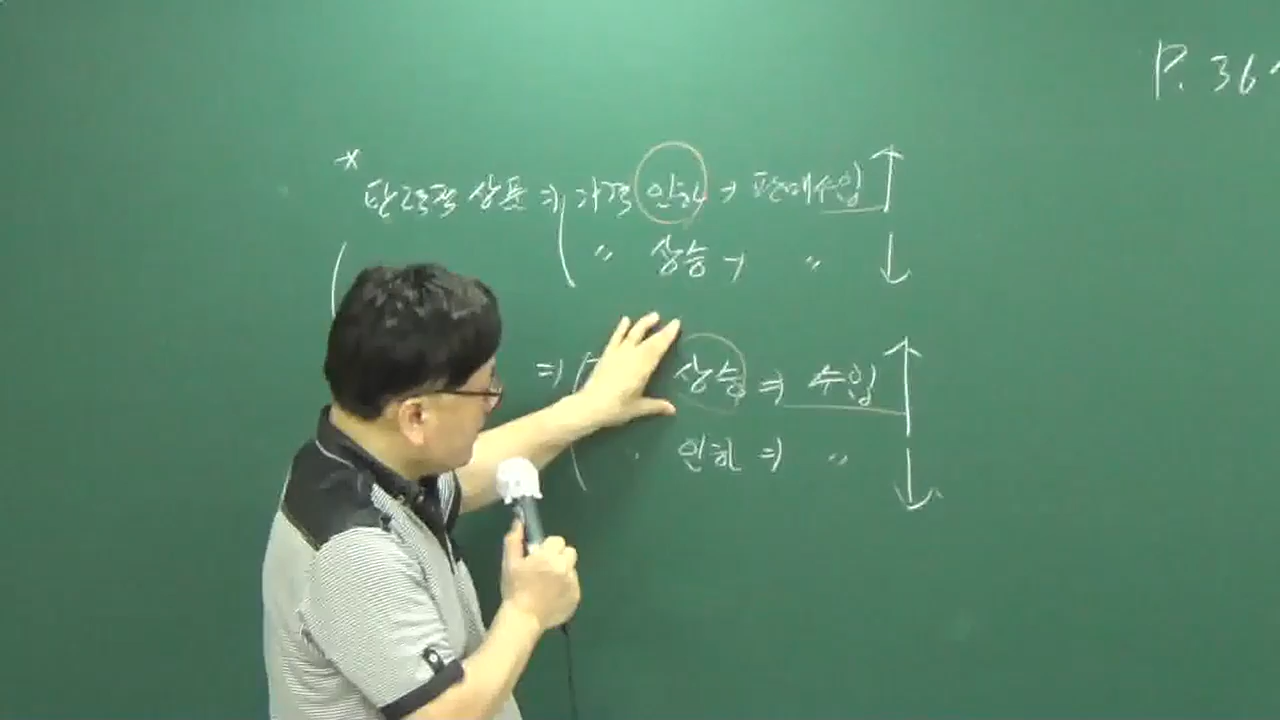 P. 36
* 탄력적 상품 ⇒ 가격 인하 → 판매수입 ↑
〃 상승 → 〃 ↓
⇒ 상승 ⇒ 수입 ↑
인하 ⇒ 〃 ↓